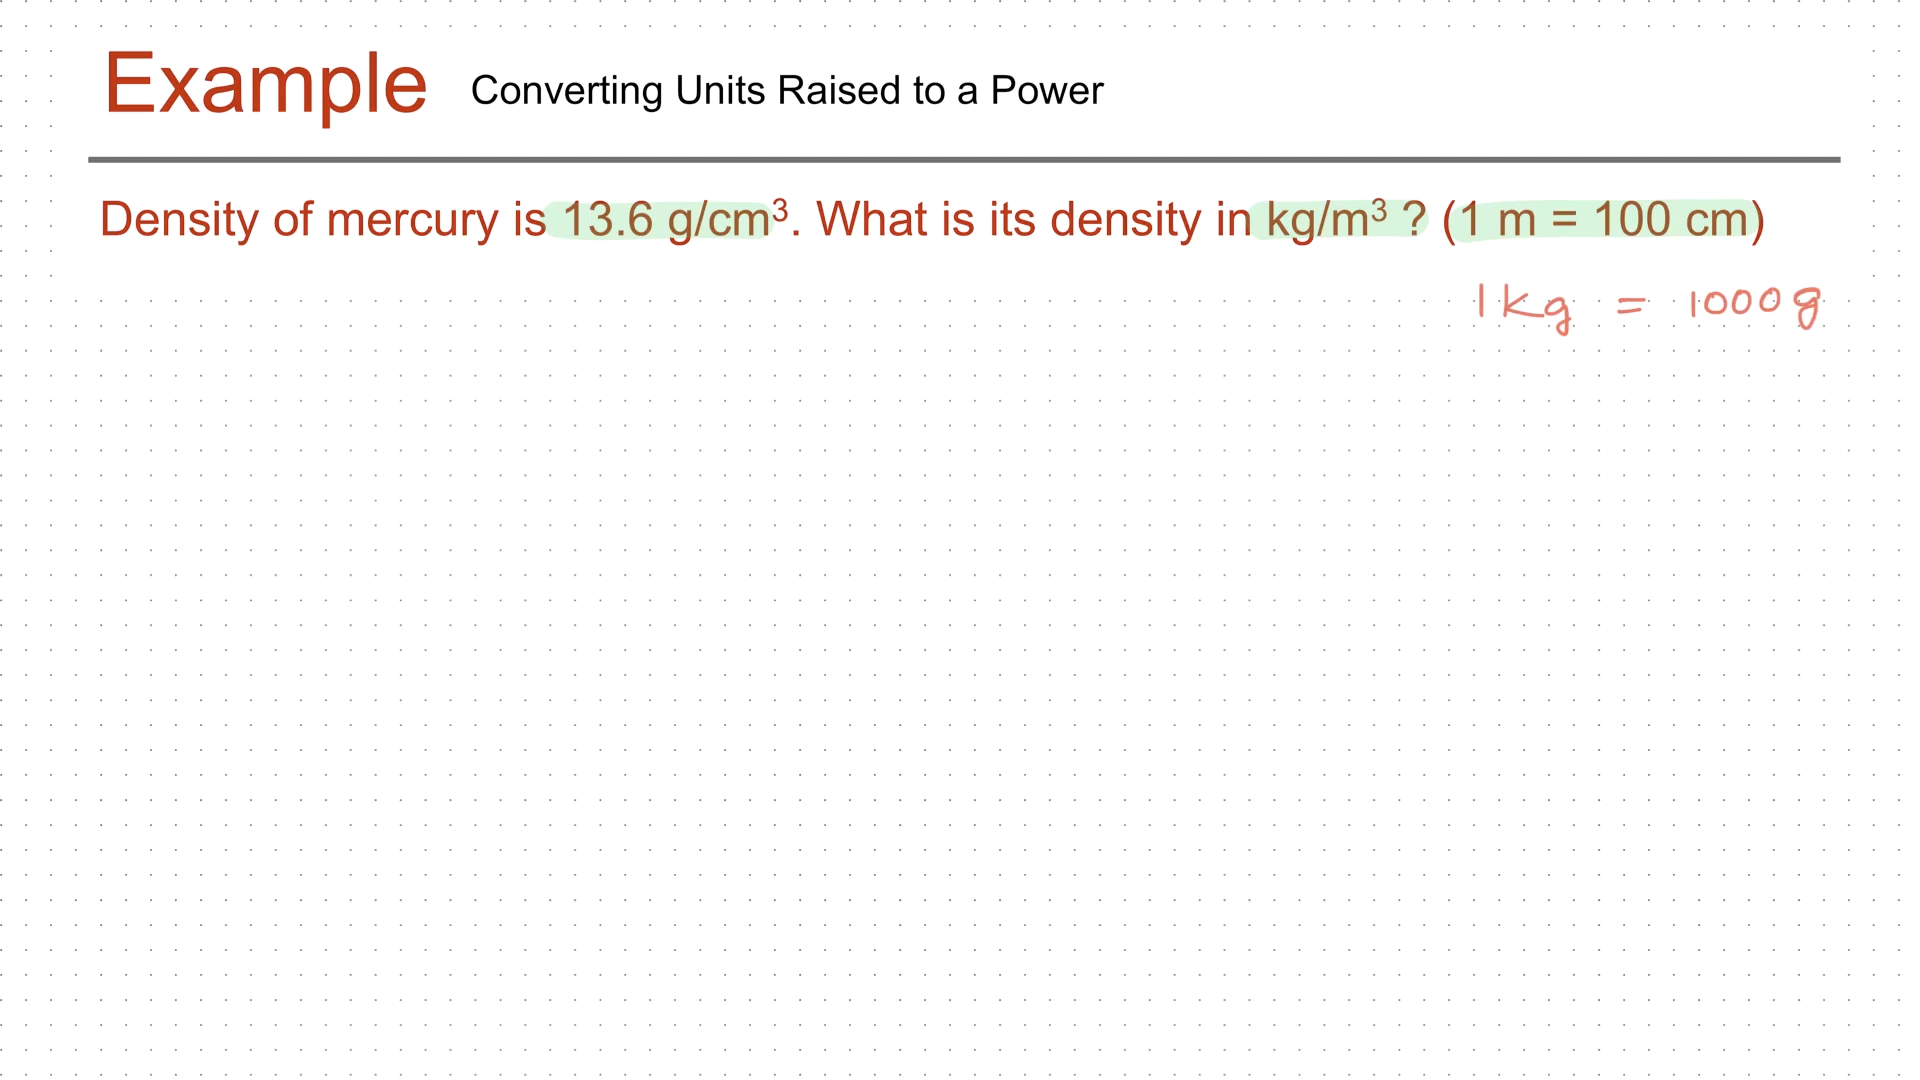 Example Converting Units Raised to a Power
Density of mercury is 13.6 g/cm³. What is its density in kg/m³ ? (1 m = 100 cm)
1kg = 1000g